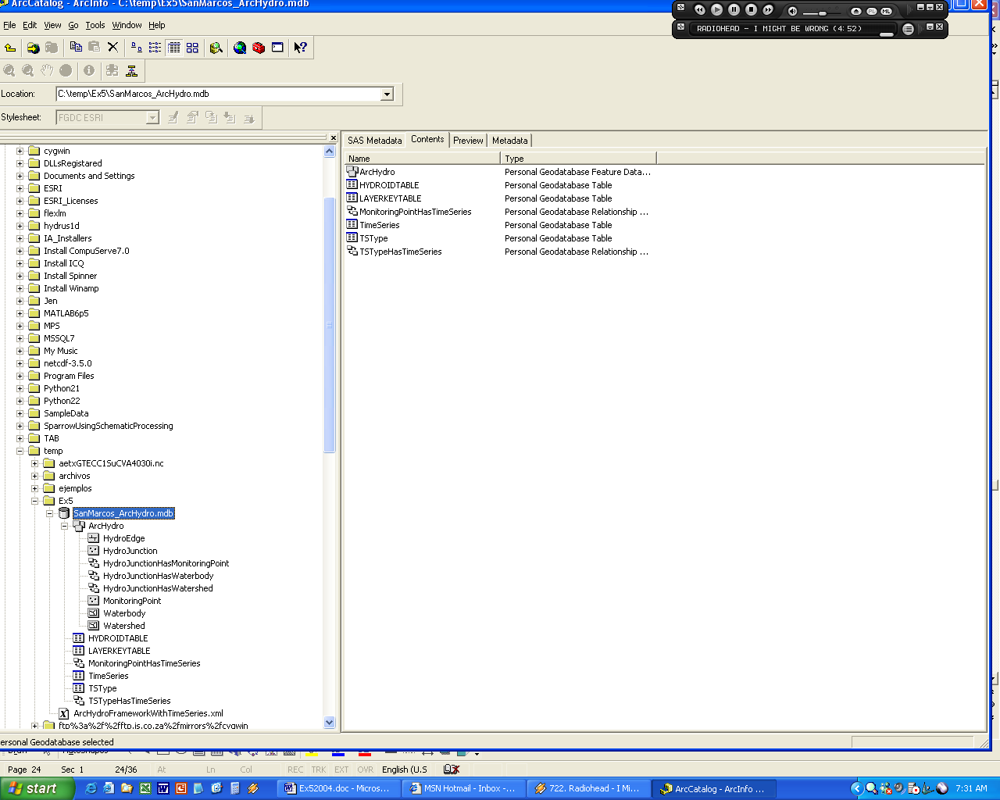 ArcCatalog - ArcInfo - C:\temp\Ex5\SanMarcos_ArcHydro.mdb
PL ML
RADIOHEAD - I MIGHT BE WRONG (4:52)
File Edit View Go Tools Window Help
Location: C:\temp\Ex5\SanMarcos_ArcHydro.mdb
Stylesheet: FGDC ESRI
SAS Metadata Contents Preview Metadata
Name Type
ArcHydro Personal Geodatabase Feature Data...
HYDROIDTABLE Personal Geodatabase Table
LAYERKEYTABLE Personal Geodatabase Table
MonitoringPointHasTimeSeries Personal Geodatabase Relationship ...
TimeSeries Personal Geodatabase Table
TSType Personal Geodatabase Table
TSTypeHasTimeSeries Personal Geodatabase Relationship ...
cygwin
DLLsRegistared
Documents and Settings
ESRI
ESRI_Licenses
flexlm
hydrus1d
IA_Installers
Install CompuServe7.0
Install ICQ
Install Spinner
Install Winamp
Jen
MATLAB6p5
MPS
MSSQL7
My Music
netcdf-3.5.0
Program Files
Python21
Python22
SampleData
SparrowUsingSchematicProcessing
TAB
temp
aetxGTECC1SuCVA4030i.nc
archivos
ejemplos
Ex5
SanMarcos_ArcHydro.mdb
ArcHydro
HydroEdge
HydroJunction
HydroJunctionHasMonitoringPoint
HydroJunctionHasWaterbody
HydroJunctionHasWatershed
MonitoringPoint
Waterbody
Watershed
HYDROIDTABLE
LAYERKEYTABLE
MonitoringPointHasTimeSeries
TimeSeries
TSType
TSTypeHasTimeSeries
ArcHydroFrameworkWithTimeSeries.xml
ftp%3a%2f%2fftp.is.co.za%2fmirrors%2fcygwin
ersonal Geodatabase selected
Page 24 Sec 1 24/36 At Ln Col REC TRK EXT OVR English (U.S
start Ex52004.doc - Micros... MSN Hotmail - Inbox -... 722. Radiohead - I Mi... ArcCatalog - ArcInfo ... 7:31 AM